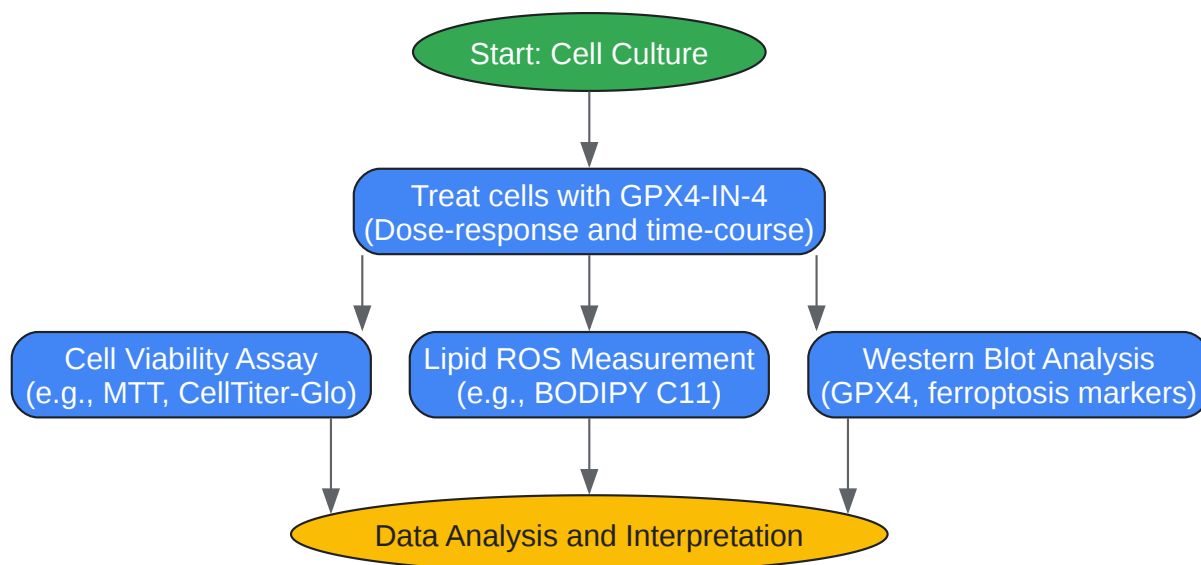 Start: Cell Culture
Treat cells with GPX4-IN-4
(Dose-response and time-course)
Cell Viability Assay
(e.g., MTT, CellTiter-Glo)
Lipid ROS Measurement
(e.g., BODIPY C11)
Western Blot Analysis
(GPX4, ferroptosis markers)
Data Analysis and Interpretation